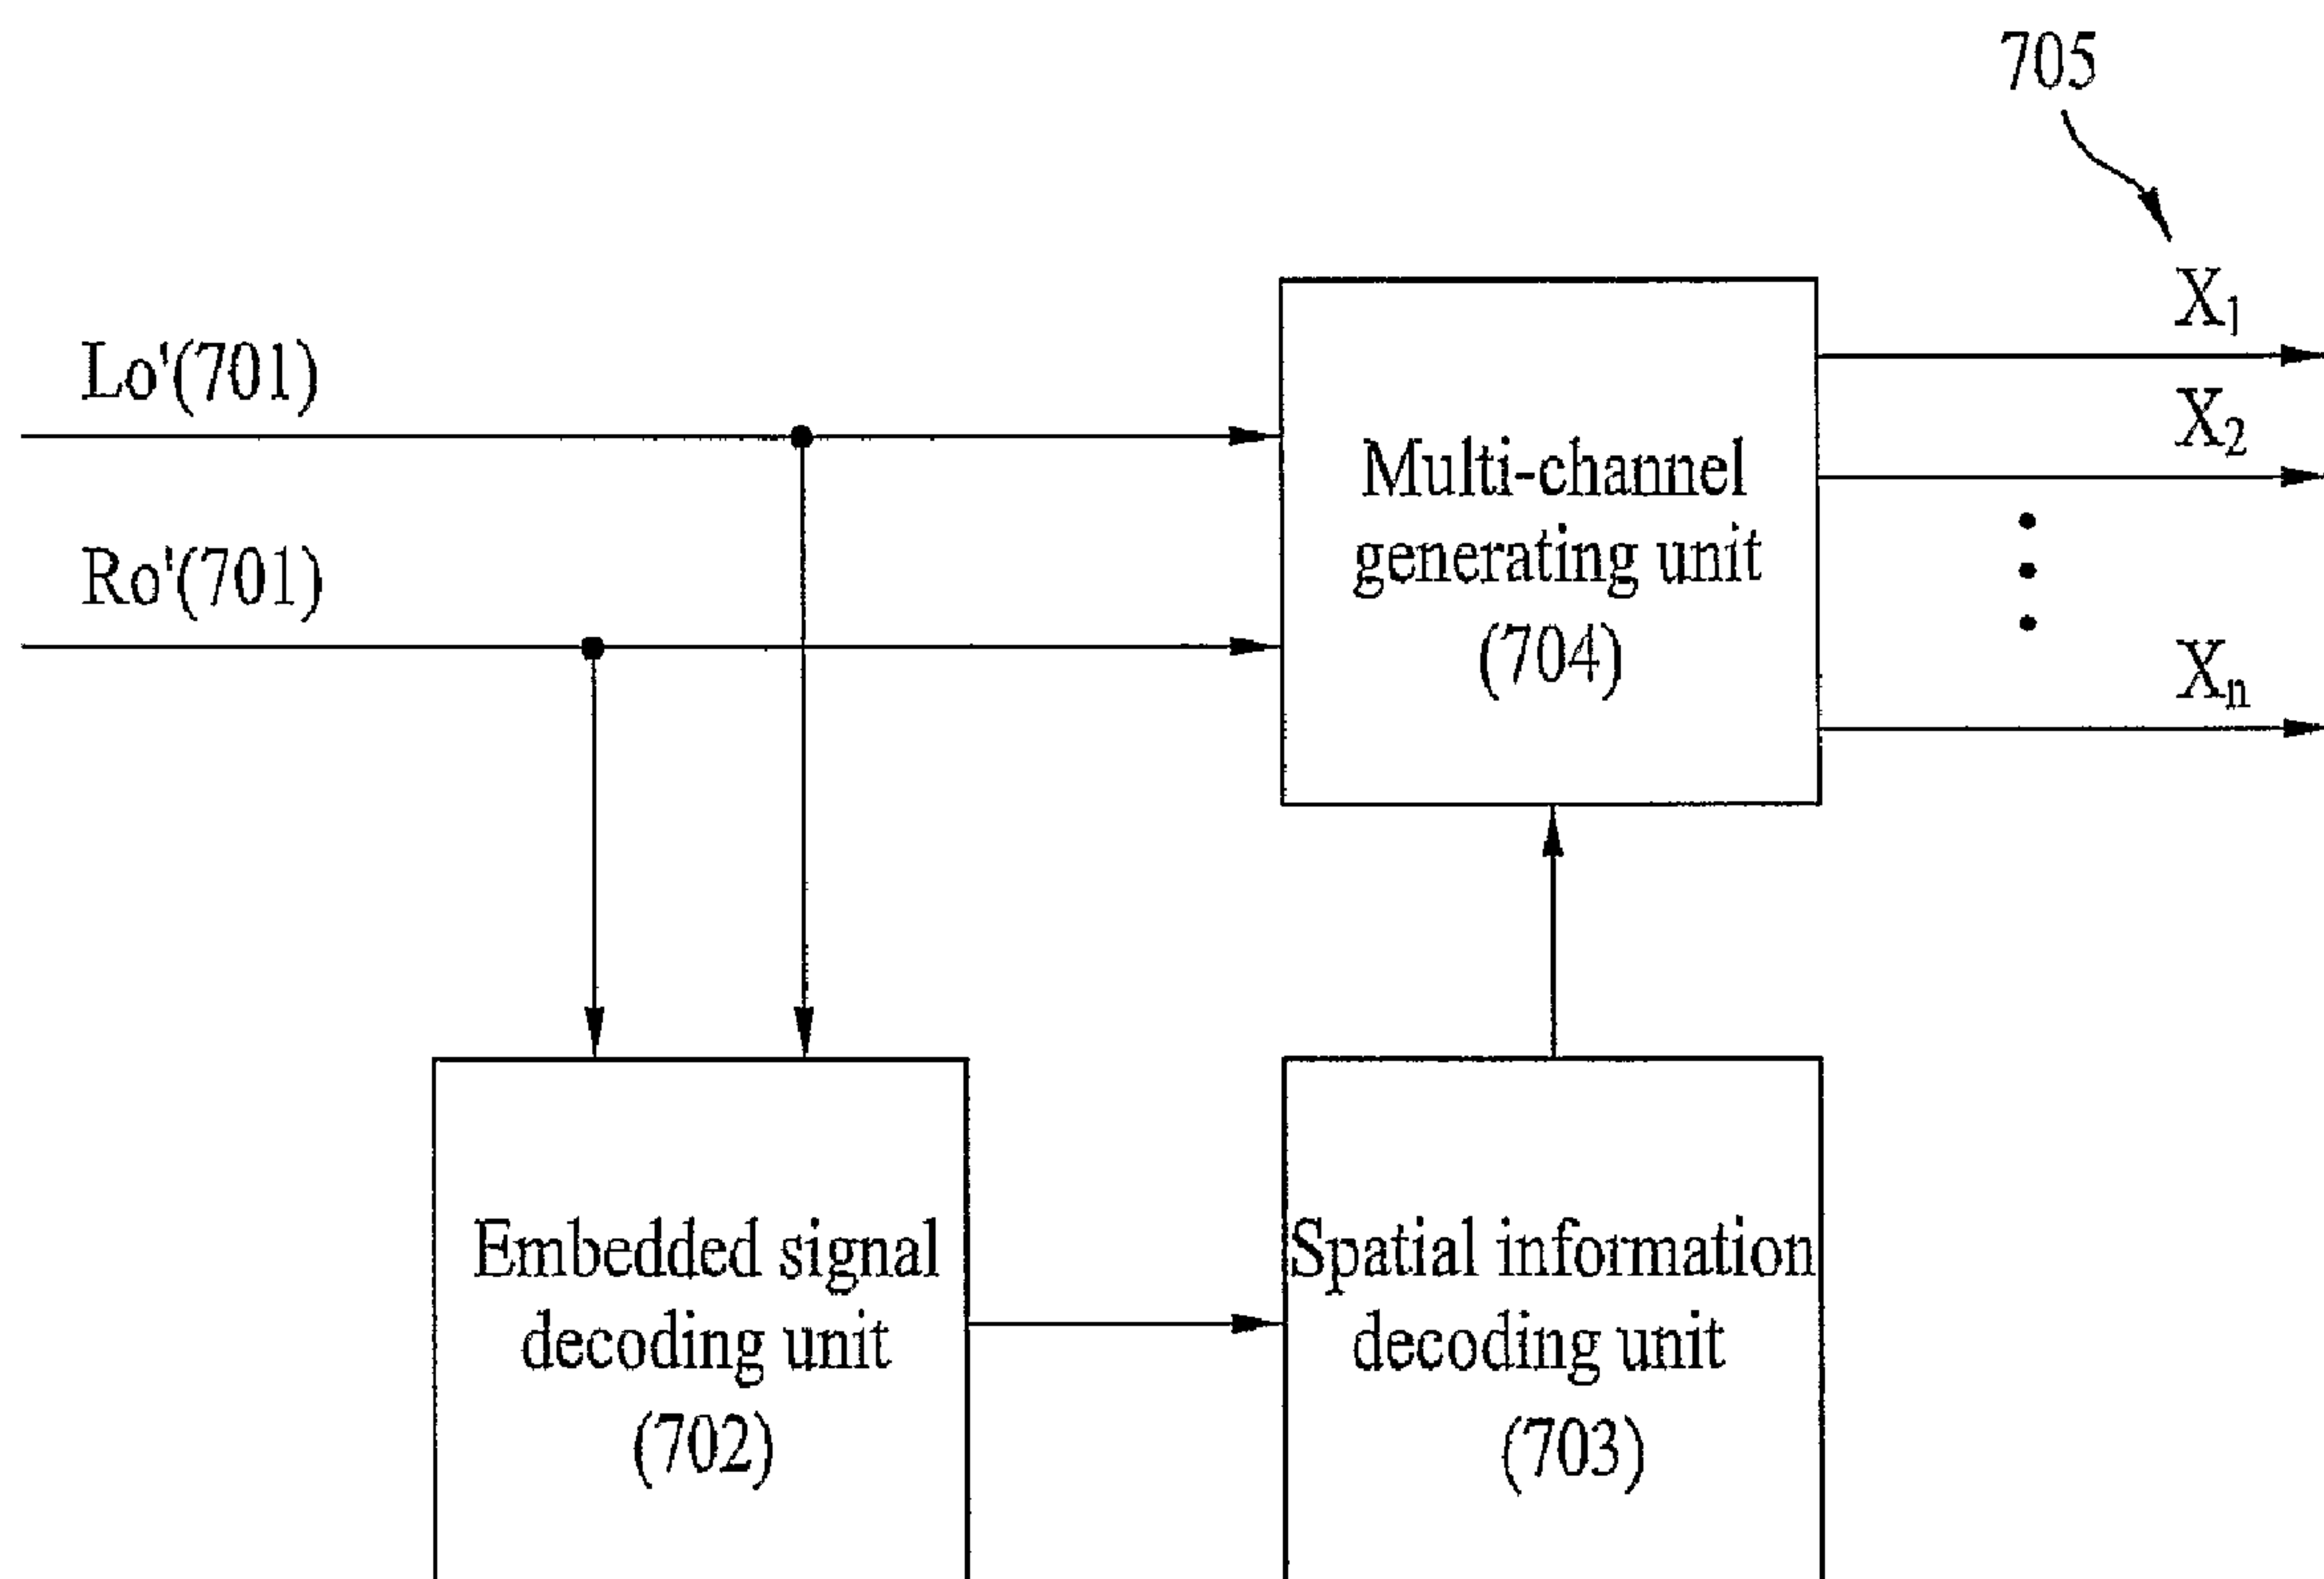 705
X1
Lo'(701)
X2
Multi-channel
generating unit
(704)
Ro'(701)
Xn
Embedded signal
decoding unit
(702)
Spatial information
decoding unit
(703)